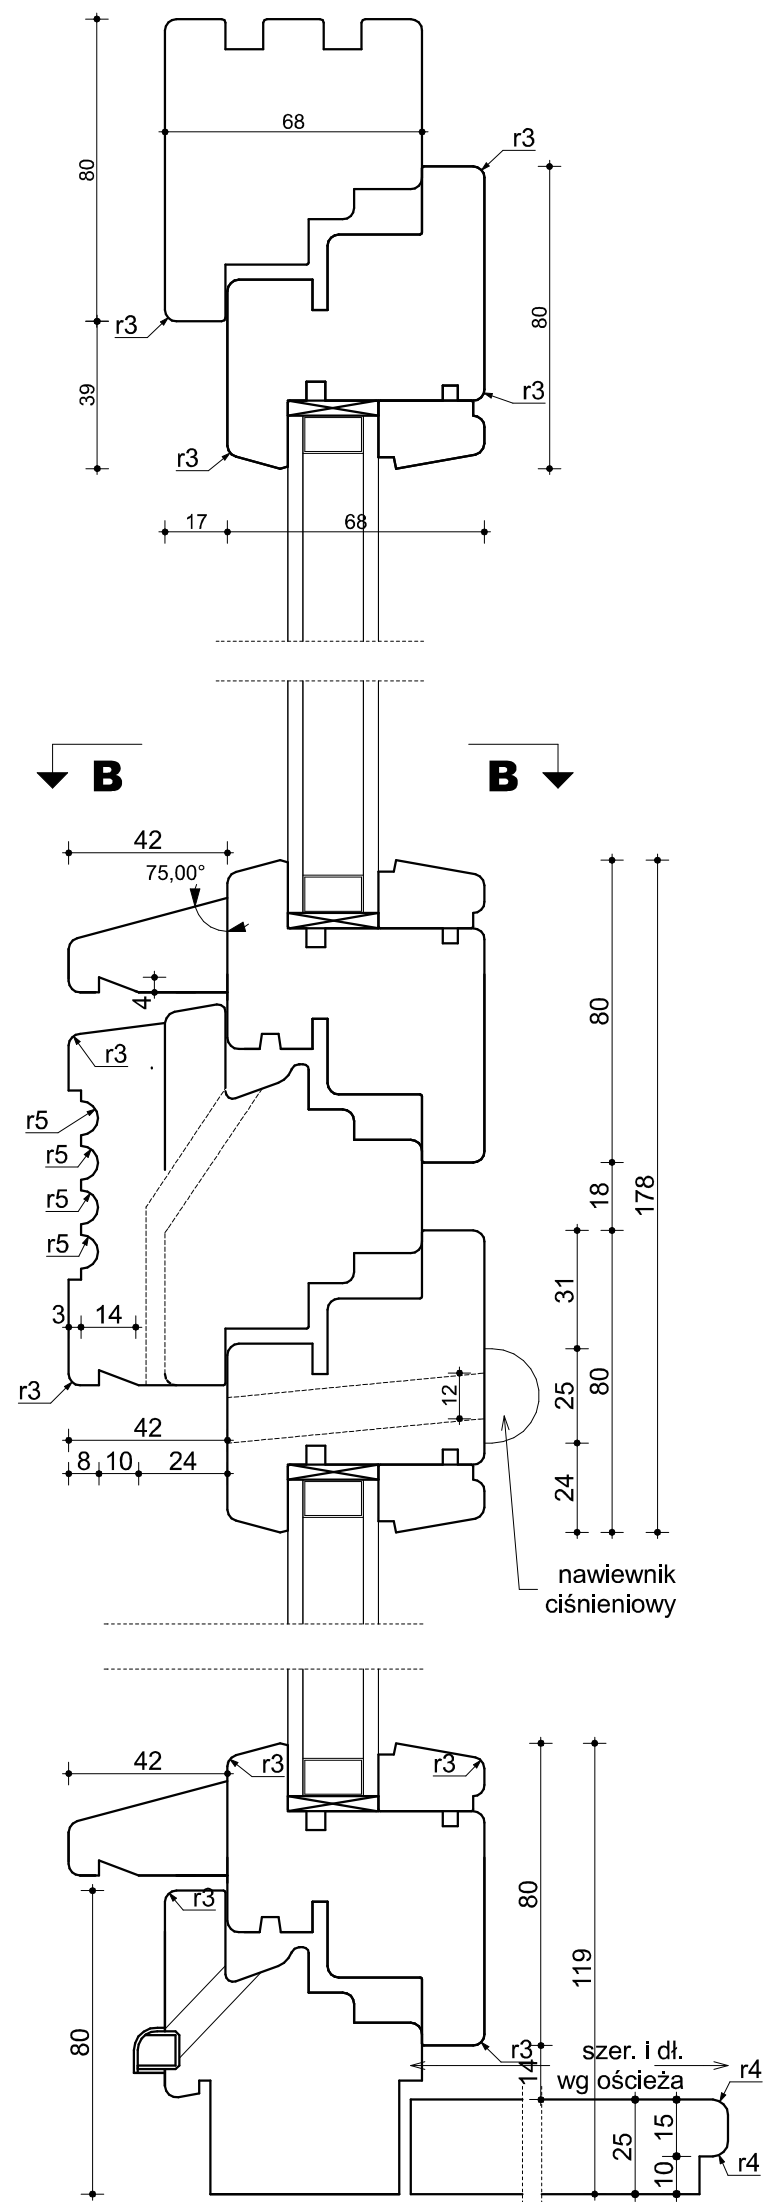 68
r3
80
80
r3
39
r3
r3
17
68
B
B
42
75,00°
4
r3
80
r5
r5
r5
r5
18
178
3
14
31
r3
12
25
80
42
8
10
24
24
nawiewnik
ciśnieniowy
42
r3
r3
r3
80
119
80
r3
14
szer. i dł.
wg ościeża
r4
25
15
10
r4